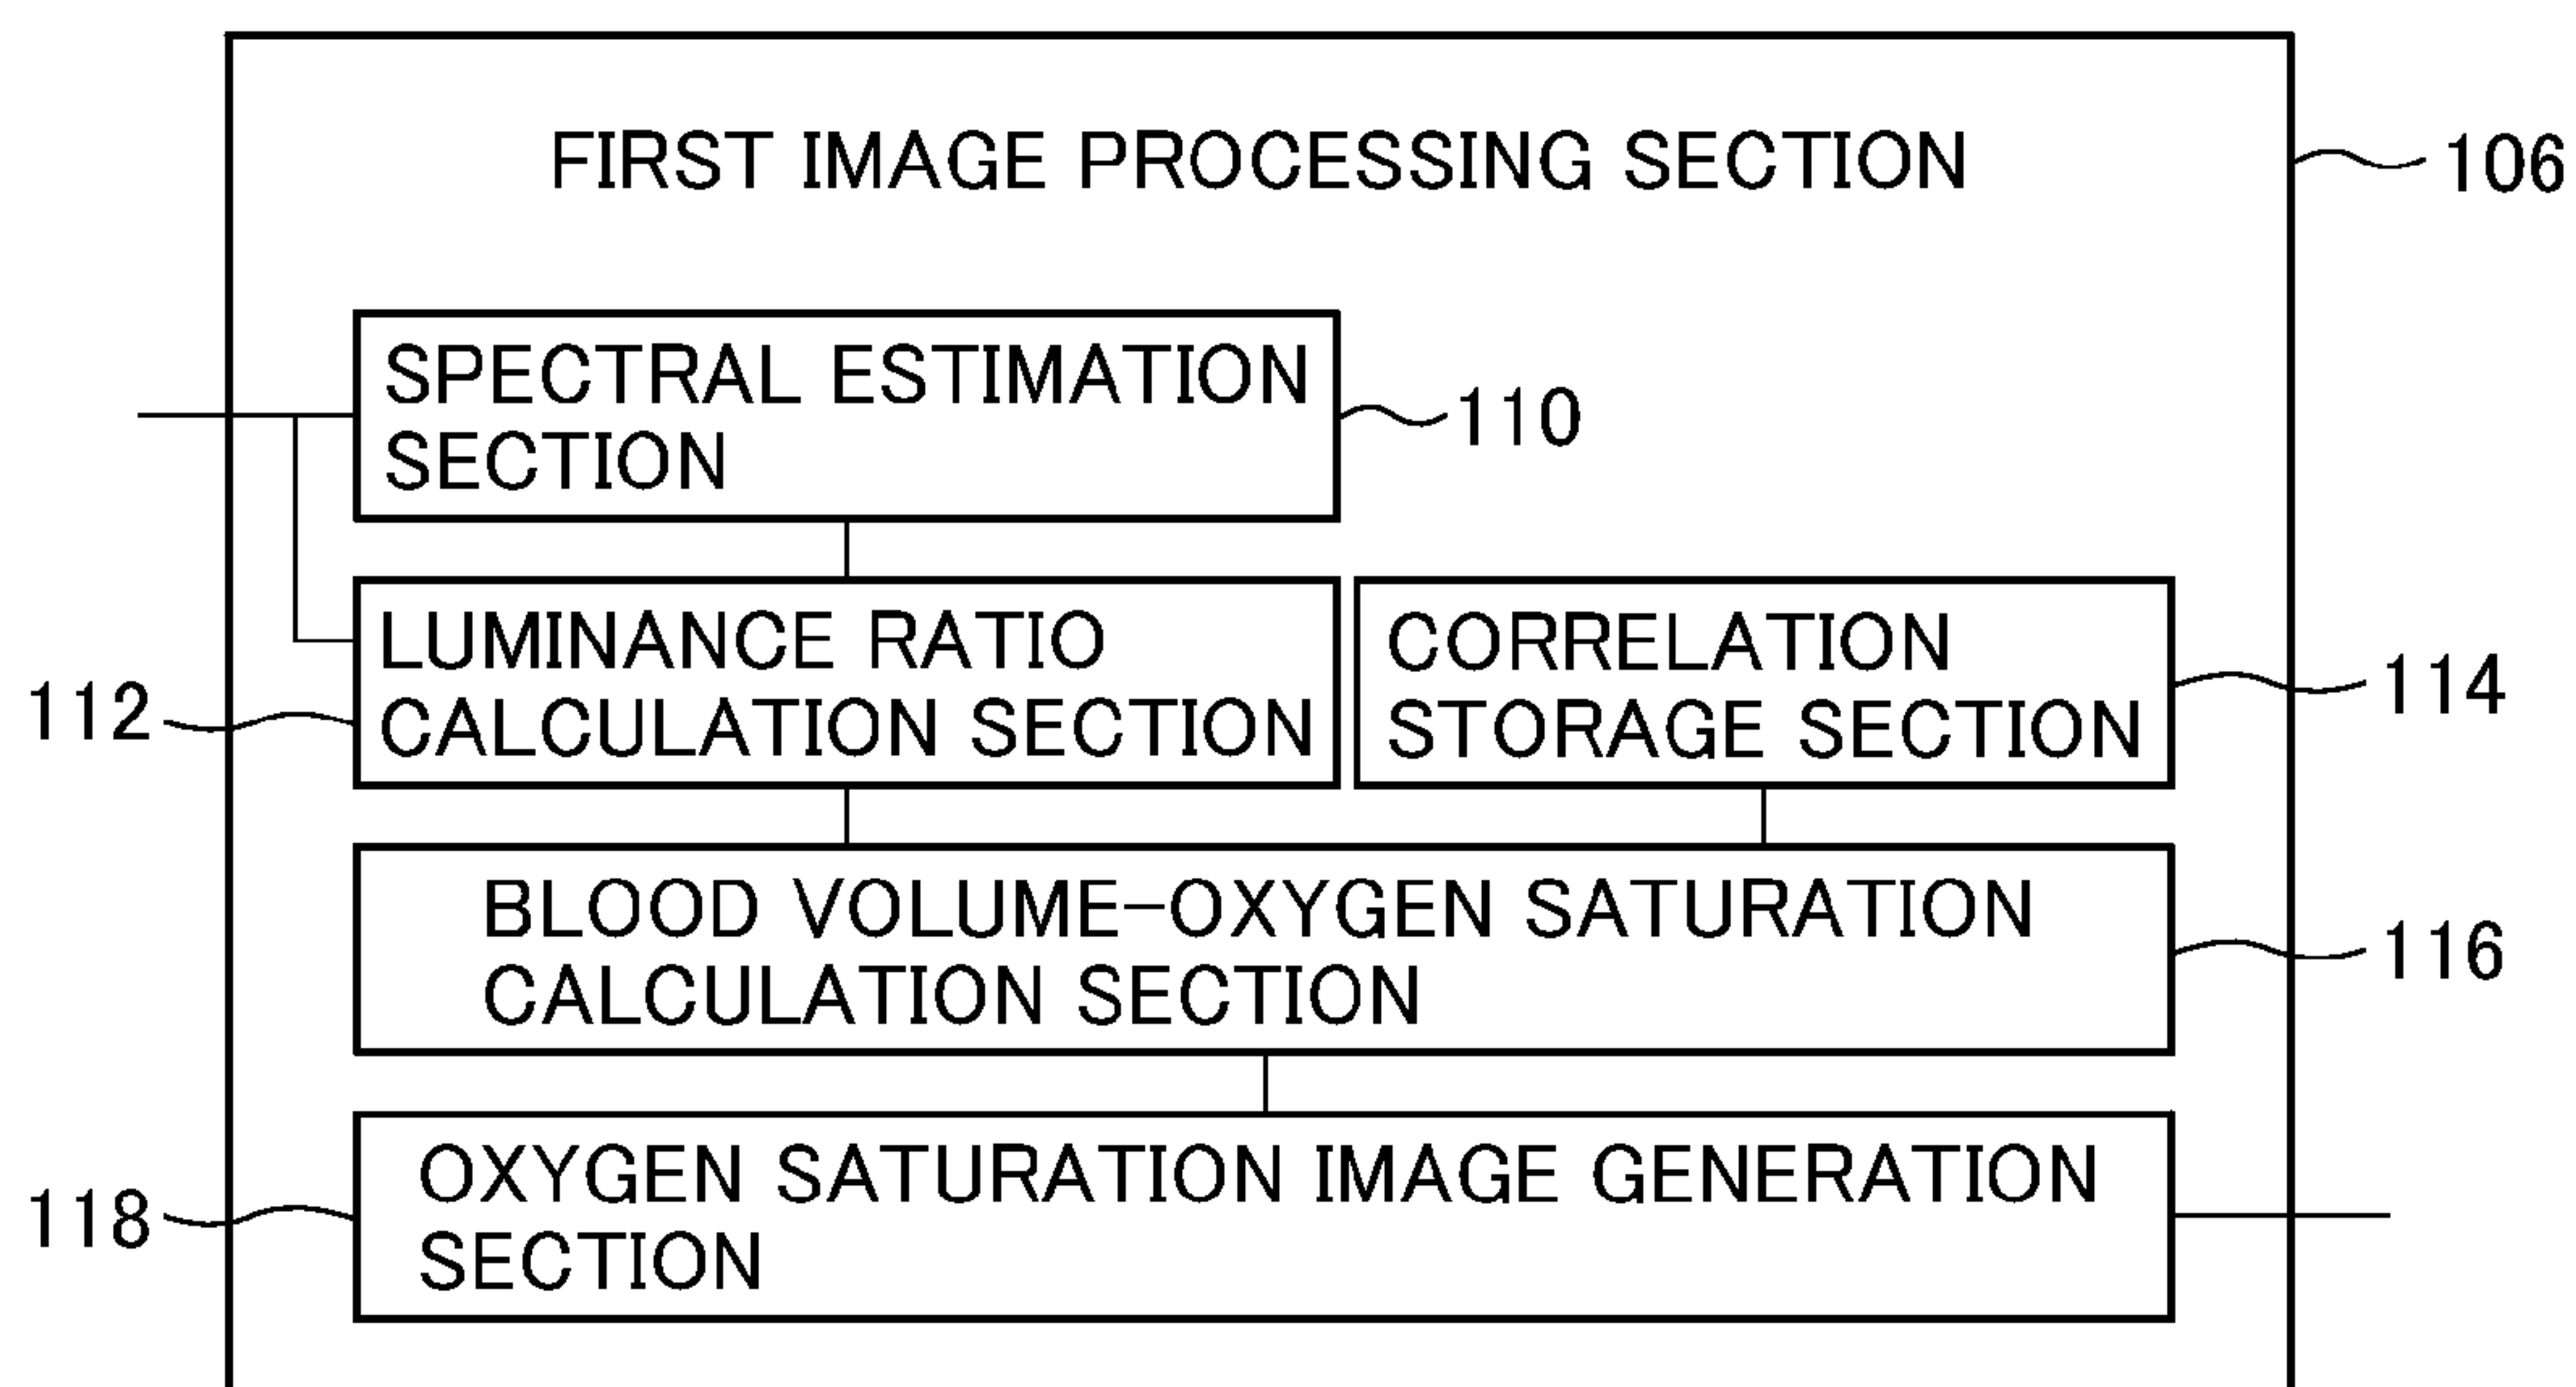 FIRST IMAGE PROCESSING SECTION
106
SPECTRAL ESTIMATION
SECTION
110
LUMINANCE RATIO
CALCULATION SECTION
112
CORRELATION
STORAGE SECTION
114
BLOOD VOLUME-OXYGEN SATURATION
CALCULATION SECTION
116
OXYGEN SATURATION IMAGE GENERATION
SECTION
118